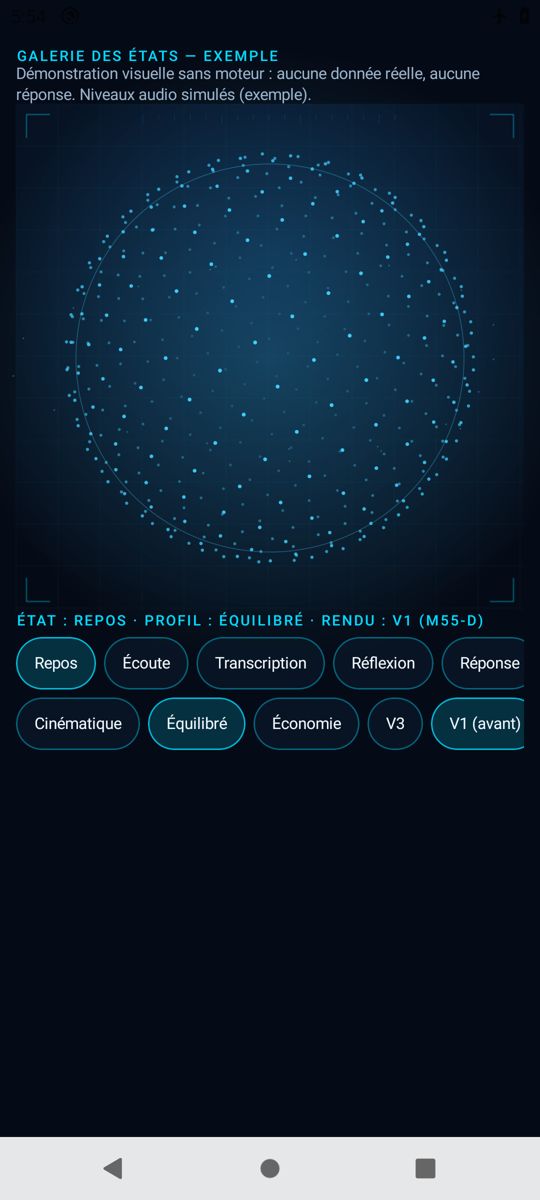 5:54
GALERIE DES ÉTATS — EXEMPLE
Démonstration visuelle sans moteur : aucune donnée réelle, aucune
réponse. Niveaux audio simulés (exemple).
ÉTAT : REPOS · PROFIL : ÉQUILIBRÉ · RENDU : V1 (M55-D)
Repos Écoute Transcription Réflexion Réponse
Cinématique Équilibré Économie V3 V1 (avant)